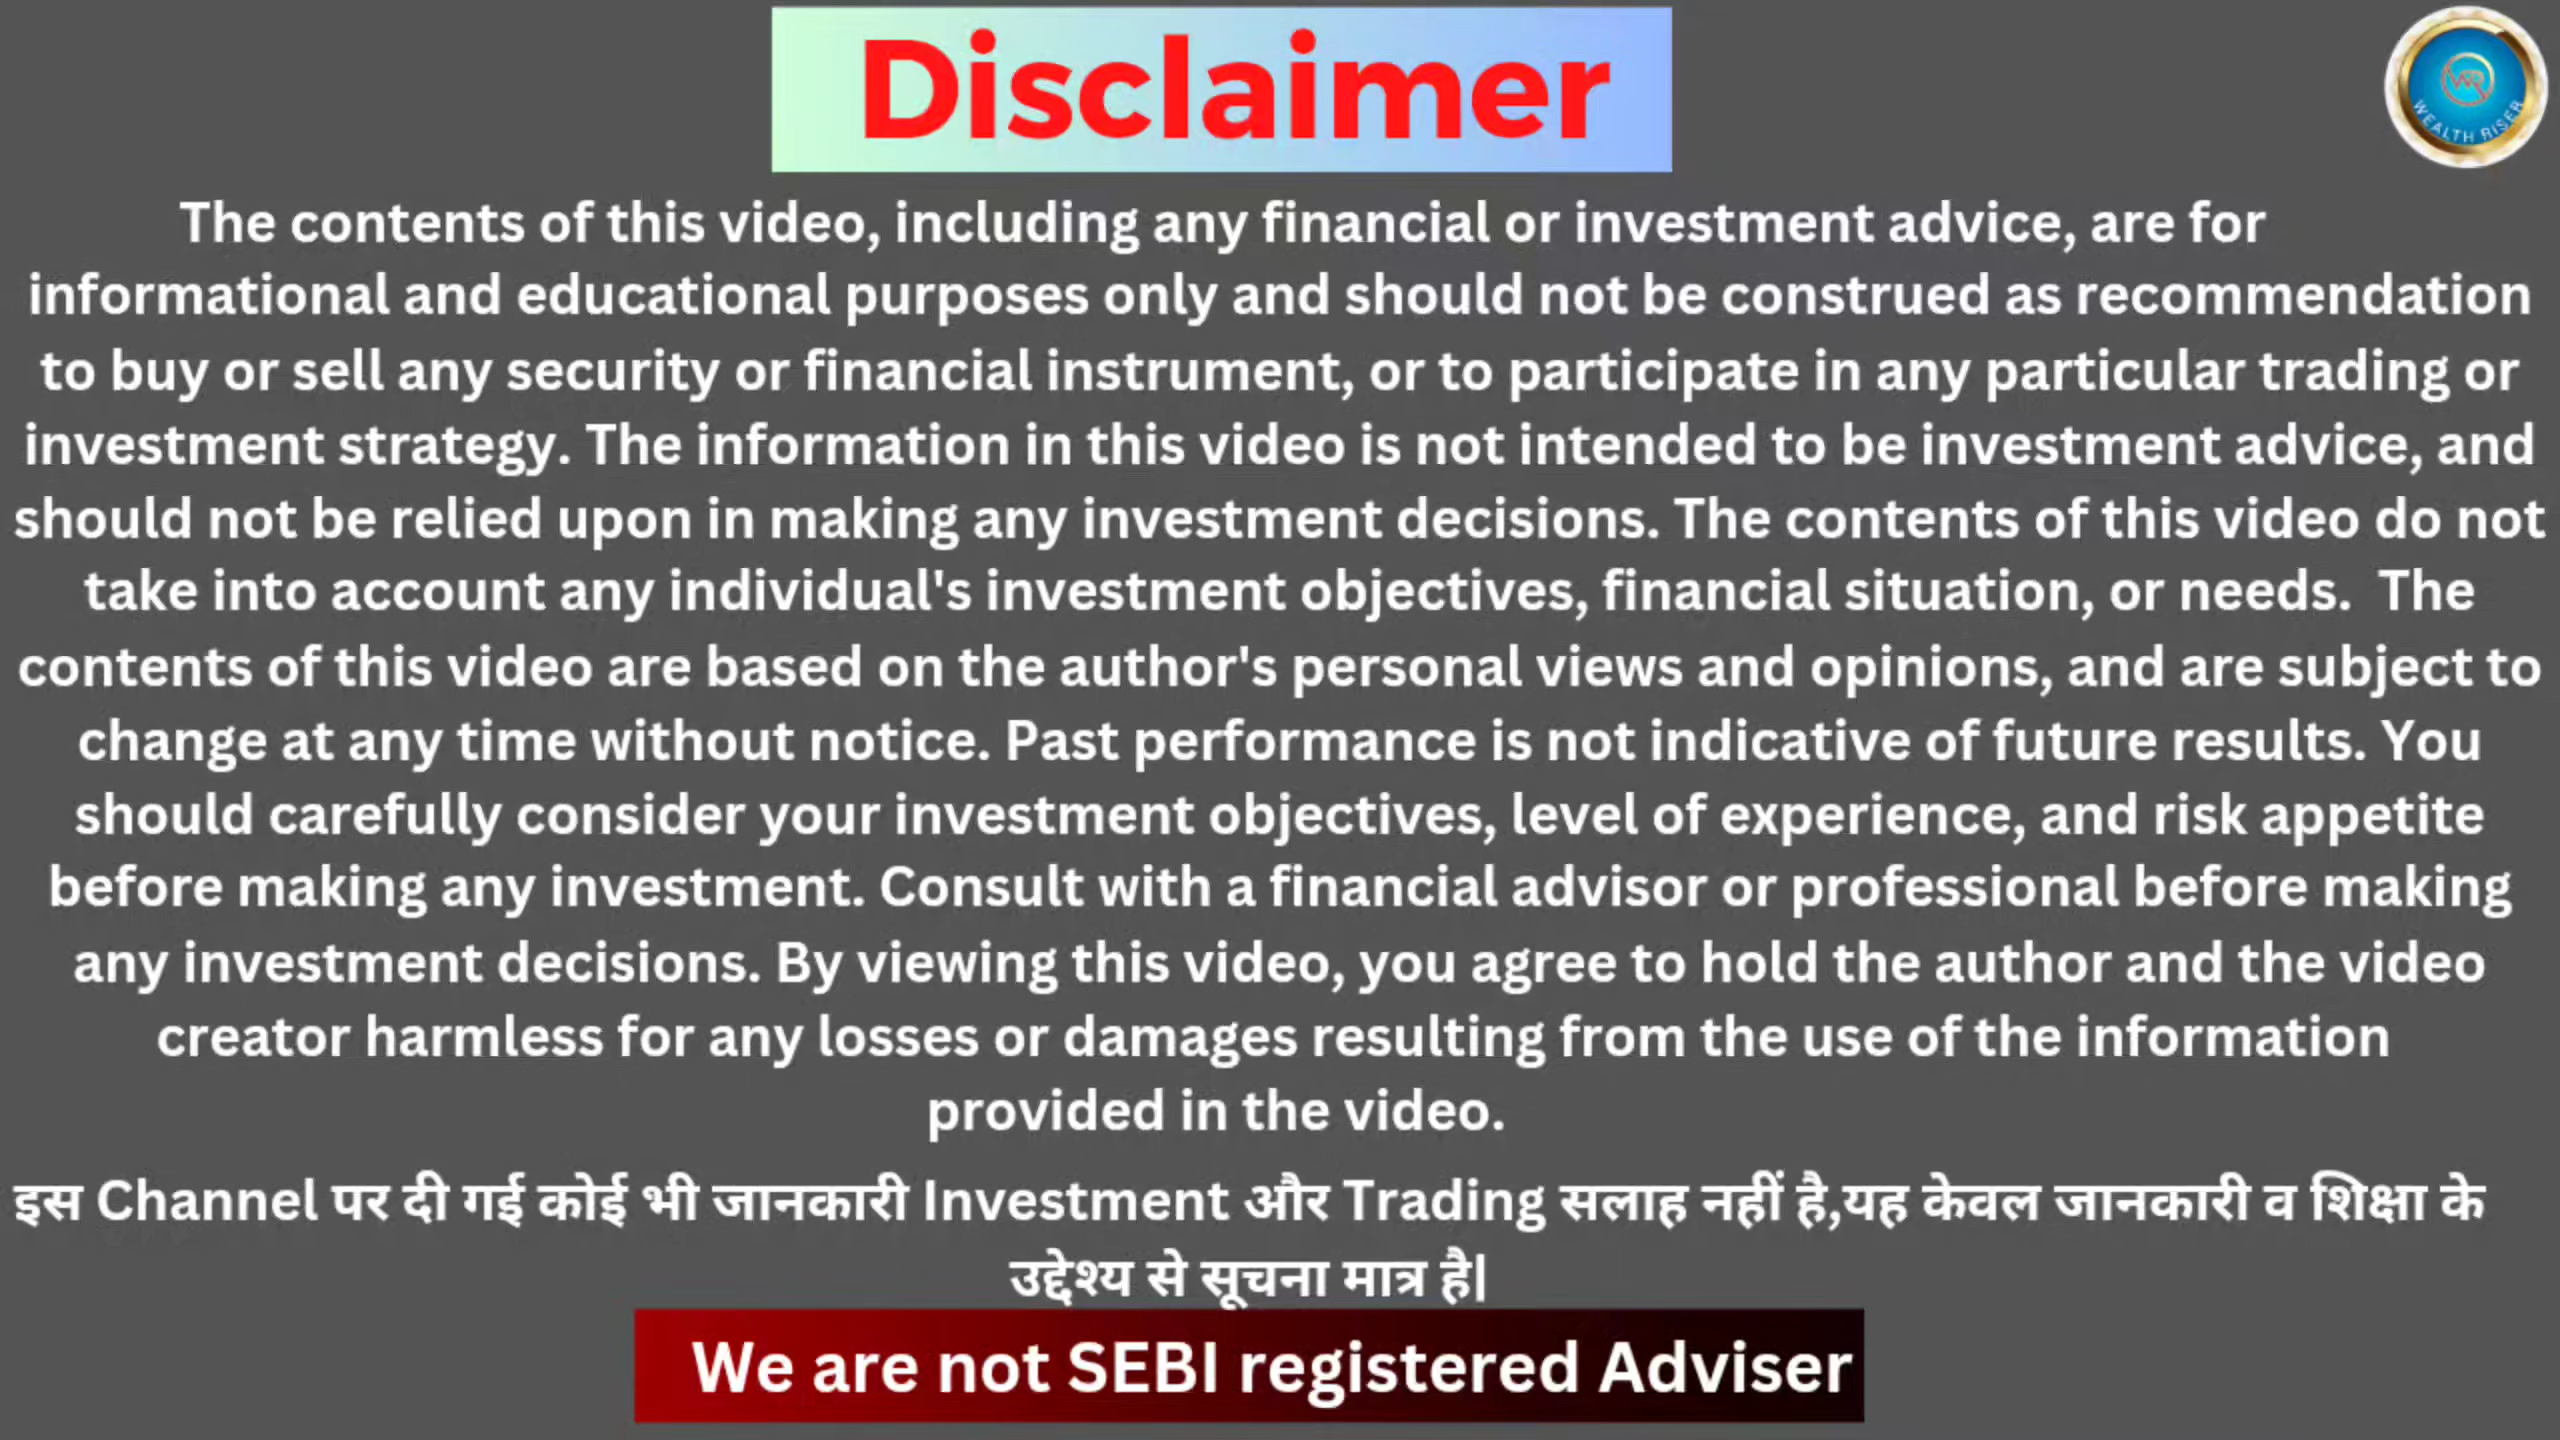 Disclaimer
WEALTH RISER
The contents of this video, including any financial or investment advice, are for
informational and educational purposes only and should not be construed as recommendation
to buy or sell any security or financial instrument, or to participate in any particular trading or
investment strategy. The information in this video is not intended to be investment advice, and
should not be relied upon in making any investment decisions. The contents of this video do not
take into account any individual's investment objectives, financial situation, or needs. The
contents of this video are based on the author's personal views and opinions, and are subject to
change at any time without notice. Past performance is not indicative of future results. You
should carefully consider your investment objectives, level of experience, and risk appetite
before making any investment. Consult with a financial advisor or professional before making
any investment decisions. By viewing this video, you agree to hold the author and the video
creator harmless for any losses or damages resulting from the use of the information
provided in the video.
इस Channel पर दी गई कोई भी जानकारी Investment और Trading सलाह नहीं है,यह केवल जानकारी व शिक्षा के
उद्देश्य से सूचना मात्र है|
We are not SEBI registered Adviser